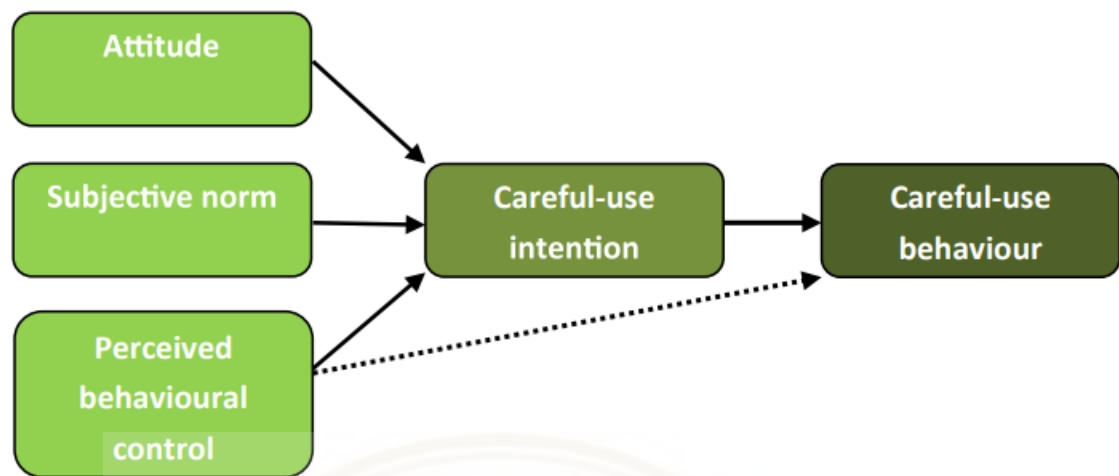 Attitude
Subjective norm
Perceived
behavioural
control
Careful-use
intention
Careful-use
behaviour